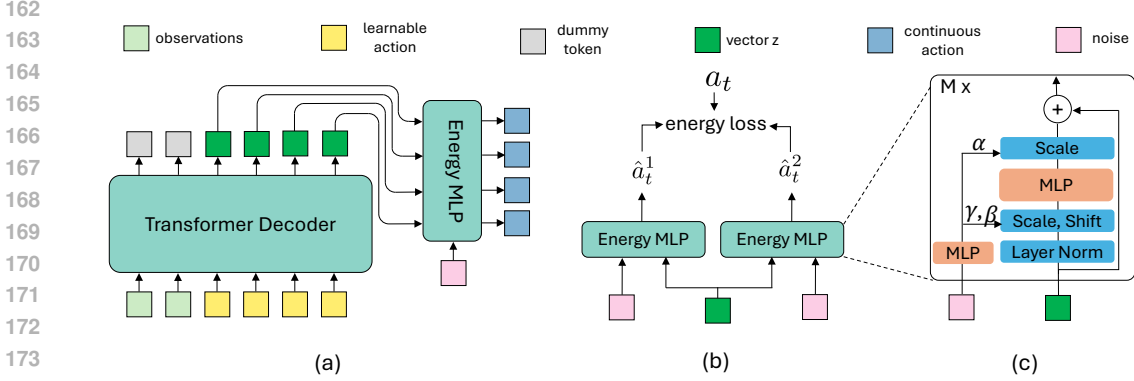 162
163
164
165
166
167
168
169
170
171
172
173
observations
learnable
action
dummy
token
vector z
continuous
action
noise
Transformer Decoder
Energy MLP
(a)
a_t
energy loss
â_t^1
â_t^2
Energy MLP
Energy MLP
(b)
M x
+
α
Scale
MLP
γ, β
Scale, Shift
MLP
Layer Norm
(c)